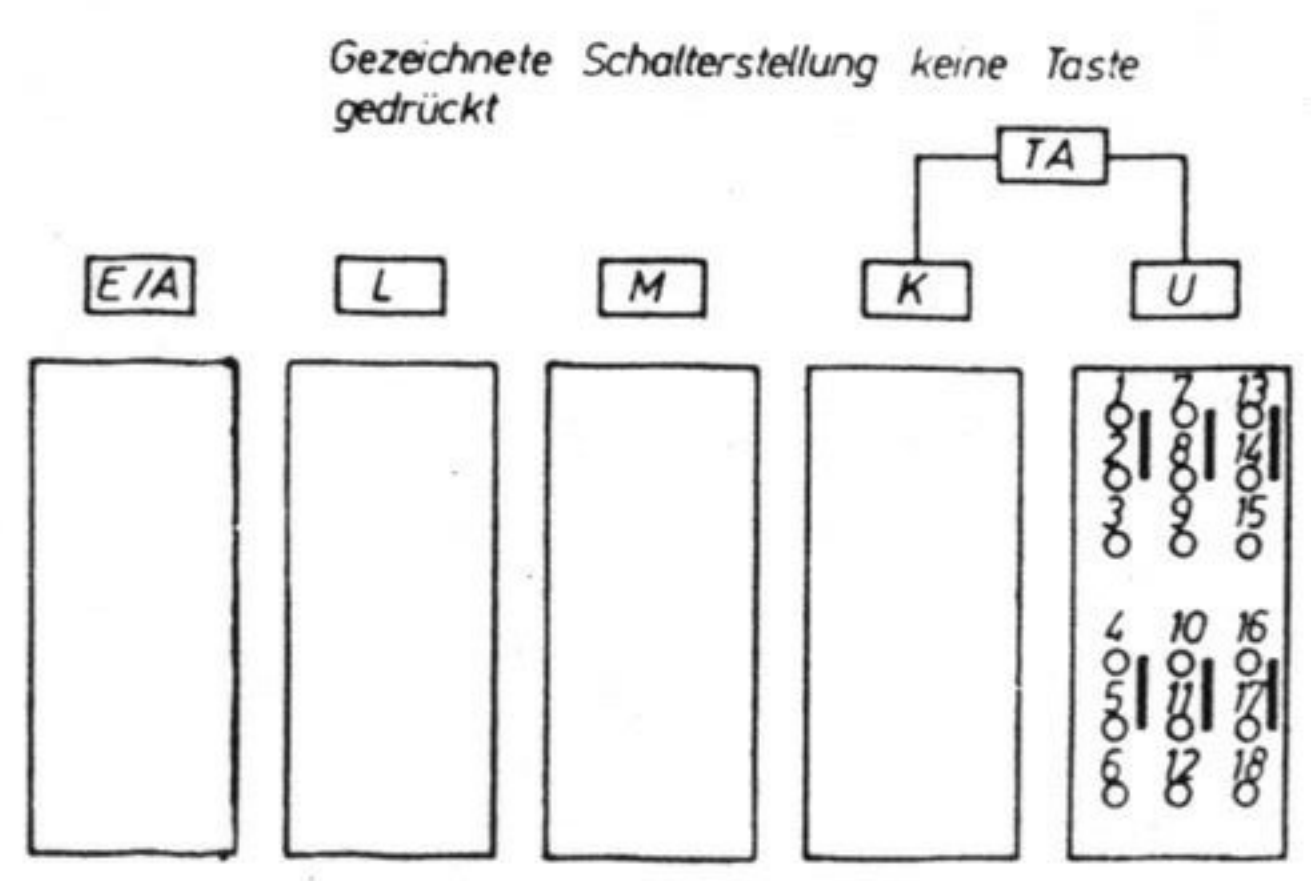 Gezeichnete Schalterstellung keine Taste
gedrückt
TA
E/A L M K U
1 7 13
2 8 14
3 9 15
4 10 16
5 11 17
6 12 18